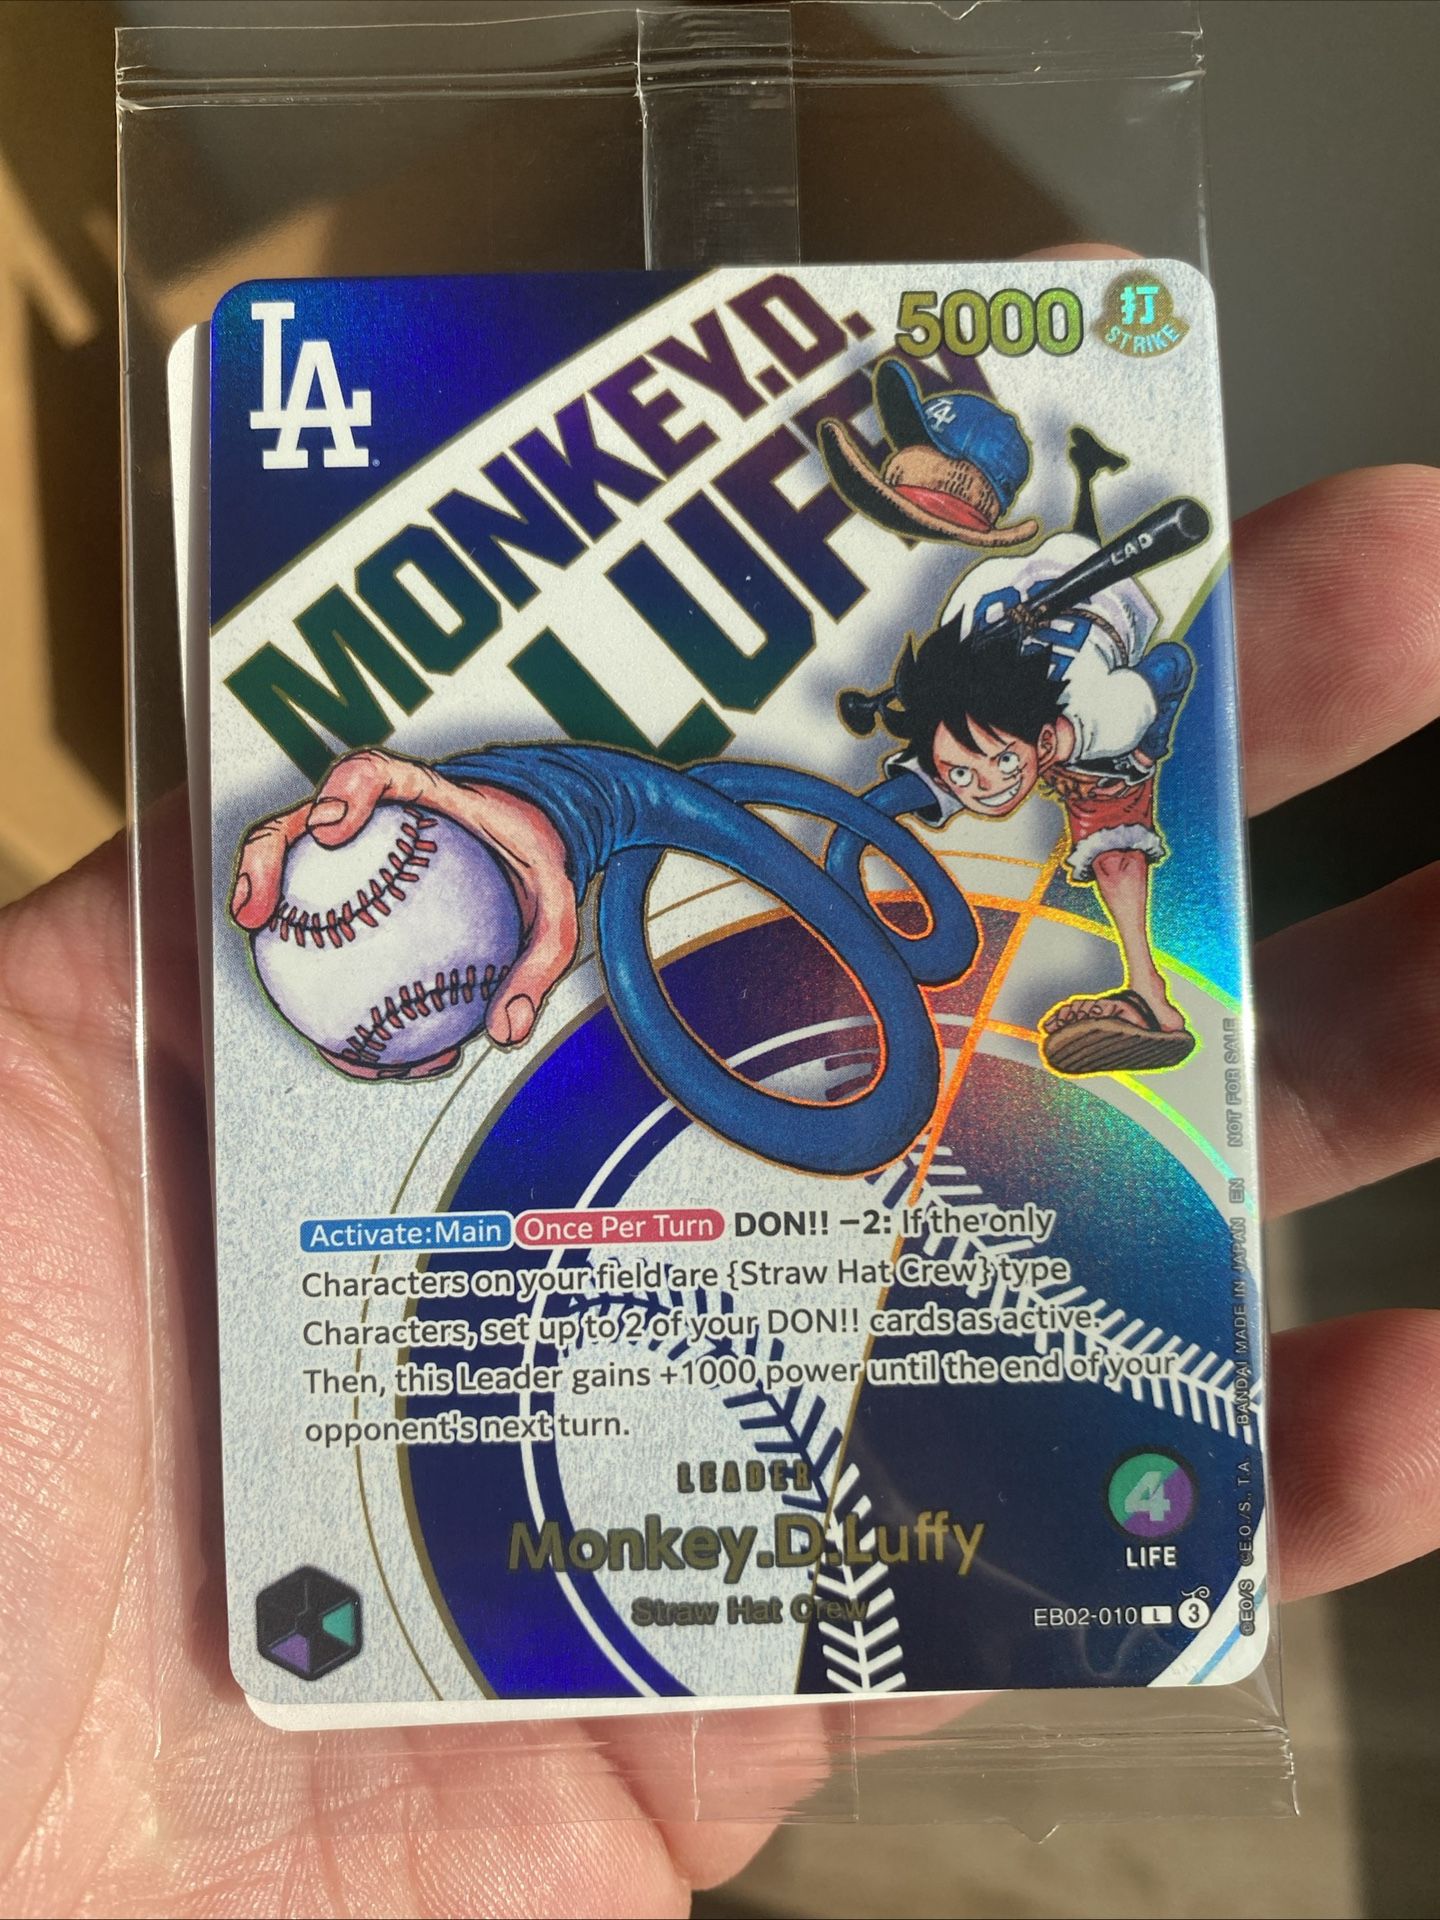 LA
MONKEY.D.
LUFFY
5000
打
STRIKE
LA
LAD
Activate:Main Once Per Turn DON!! −2: If the only
Characters on your field are {Straw Hat Crew} type
Characters, set up to 2 of your DON!! cards as active.
Then, this Leader gains +1000 power until the end of your
opponent's next turn.
LEADER
Monkey.D.Luffy
Straw Hat Crew
4
LIFE
EB02-010 L 3
©EO/S ©E.O./S., T.A. BANDAI MADE IN JAPAN EN NOT FOR SALE